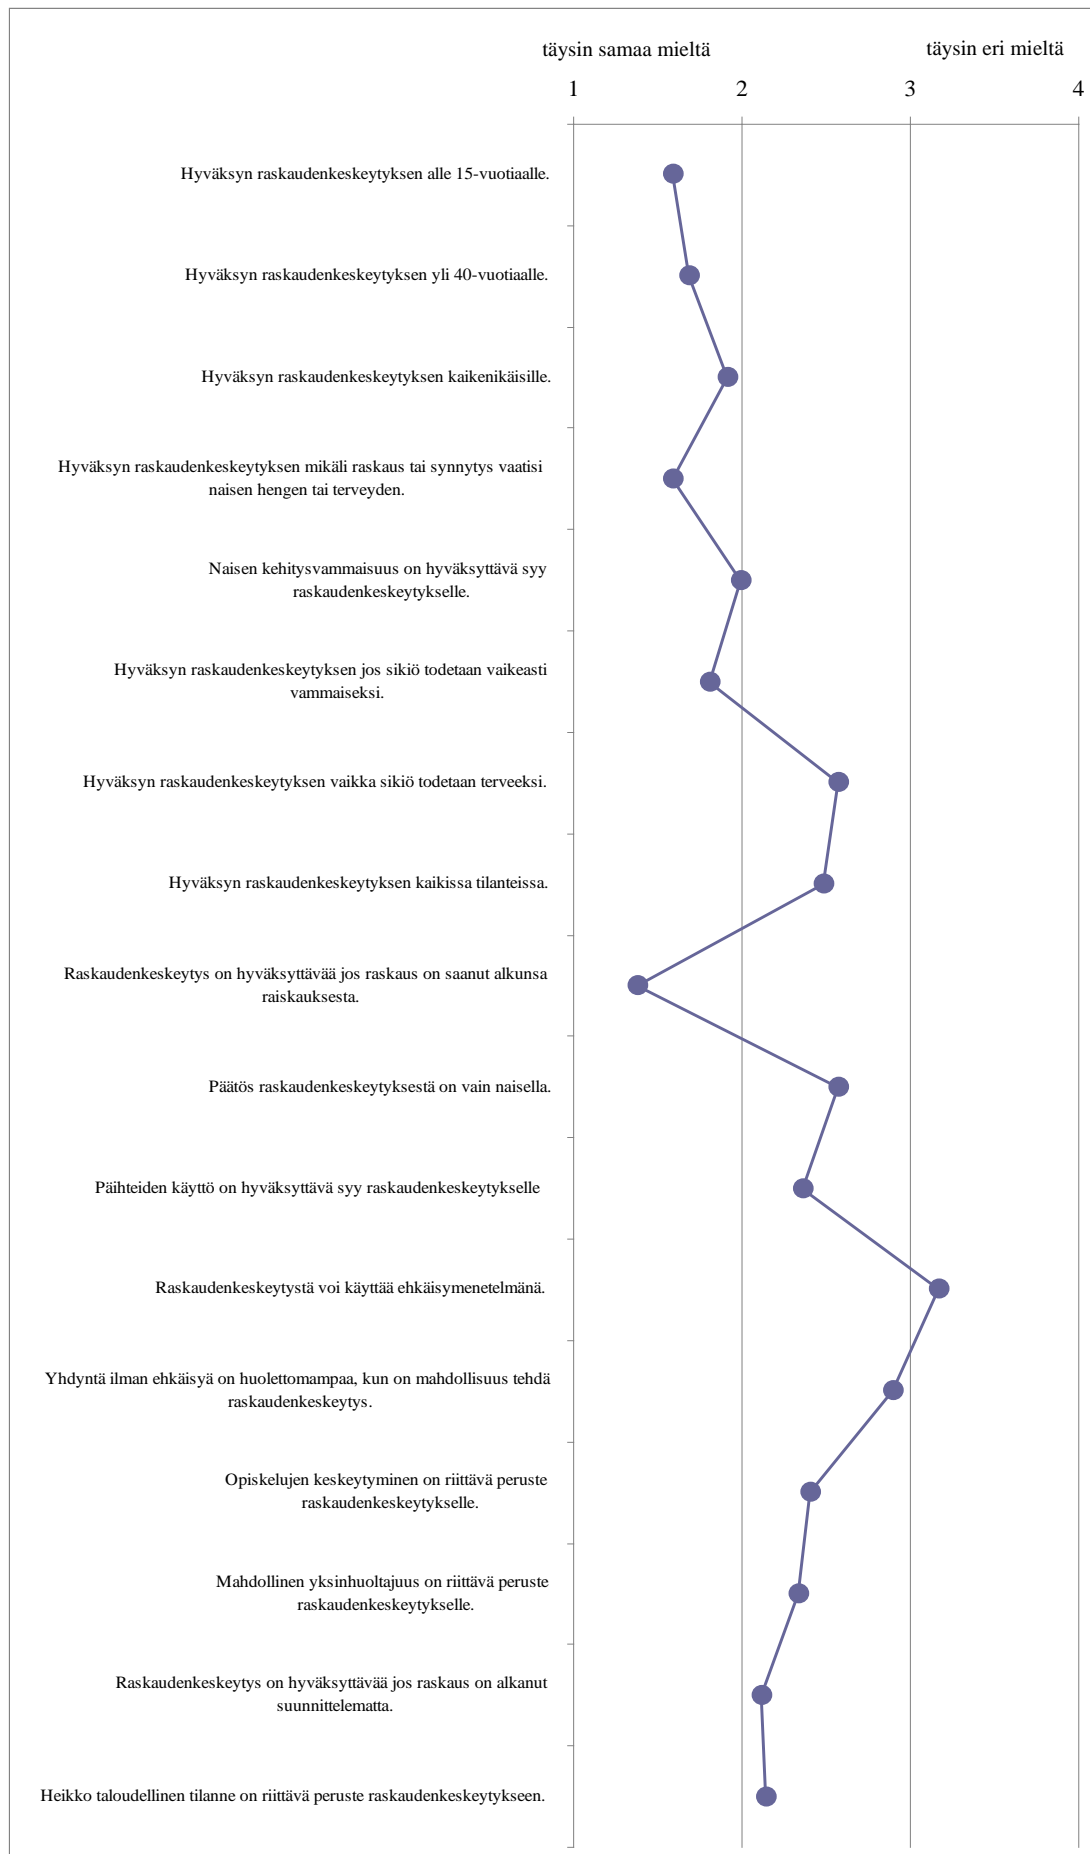 täysin samaa mieltä täysin eri mieltä
1 2 3 4
Hyväksyn raskaudenkeskeytyksen alle 15-vuotiaalle.
Hyväksyn raskaudenkeskeytyksen yli 40-vuotiaalle.
Hyväksyn raskaudenkeskeytyksen kaikenikäisille.
Hyväksyn raskaudenkeskeytyksen mikäli raskaus tai synnytys vaatisi
naisen hengen tai terveyden.
Naisen kehitysvammaisuus on hyväksyttävä syy
raskaudenkeskeytykselle.
Hyväksyn raskaudenkeskeytyksen jos sikiö todetaan vaikeasti
vammaiseksi.
Hyväksyn raskaudenkeskeytyksen vaikka sikiö todetaan terveeksi.
Hyväksyn raskaudenkeskeytyksen kaikissa tilanteissa.
Raskaudenkeskeytys on hyväksyttävää jos raskaus on saanut alkunsa
raiskauksesta.
Päätös raskaudenkeskeytyksestä on vain naisella.
Päihteiden käyttö on hyväksyttävä syy raskaudenkeskeytykselle
Raskaudenkeskeytystä voi käyttää ehkäisymenetelmänä.
Yhdyntä ilman ehkäisyä on huolettomampaa, kun on mahdollisuus tehdä
raskaudenkeskeytys.
Opiskelujen keskeytyminen on riittävä peruste
raskaudenkeskeytykselle.
Mahdollinen yksinhuoltajuus on riittävä peruste
raskaudenkeskeytykselle.
Raskaudenkeskeytys on hyväksyttävää jos raskaus on alkanut
suunnittelematta.
Heikko taloudellinen tilanne on riittävä peruste raskaudenkeskeytykseen.